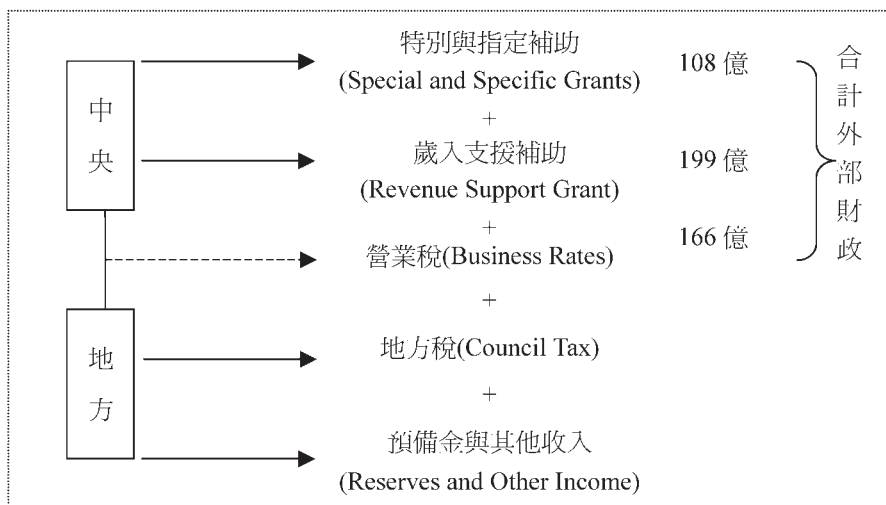 中央
特別與指定補助 108 億
(Special and Specific Grants)
+
歲入支援補助 199 億
(Revenue Support Grant)
+
營業稅(Business Rates) 166 億
合計外部財政
+
地方
地方稅(Council Tax)
+
預備金與其他收入
(Reserves and Other Income)